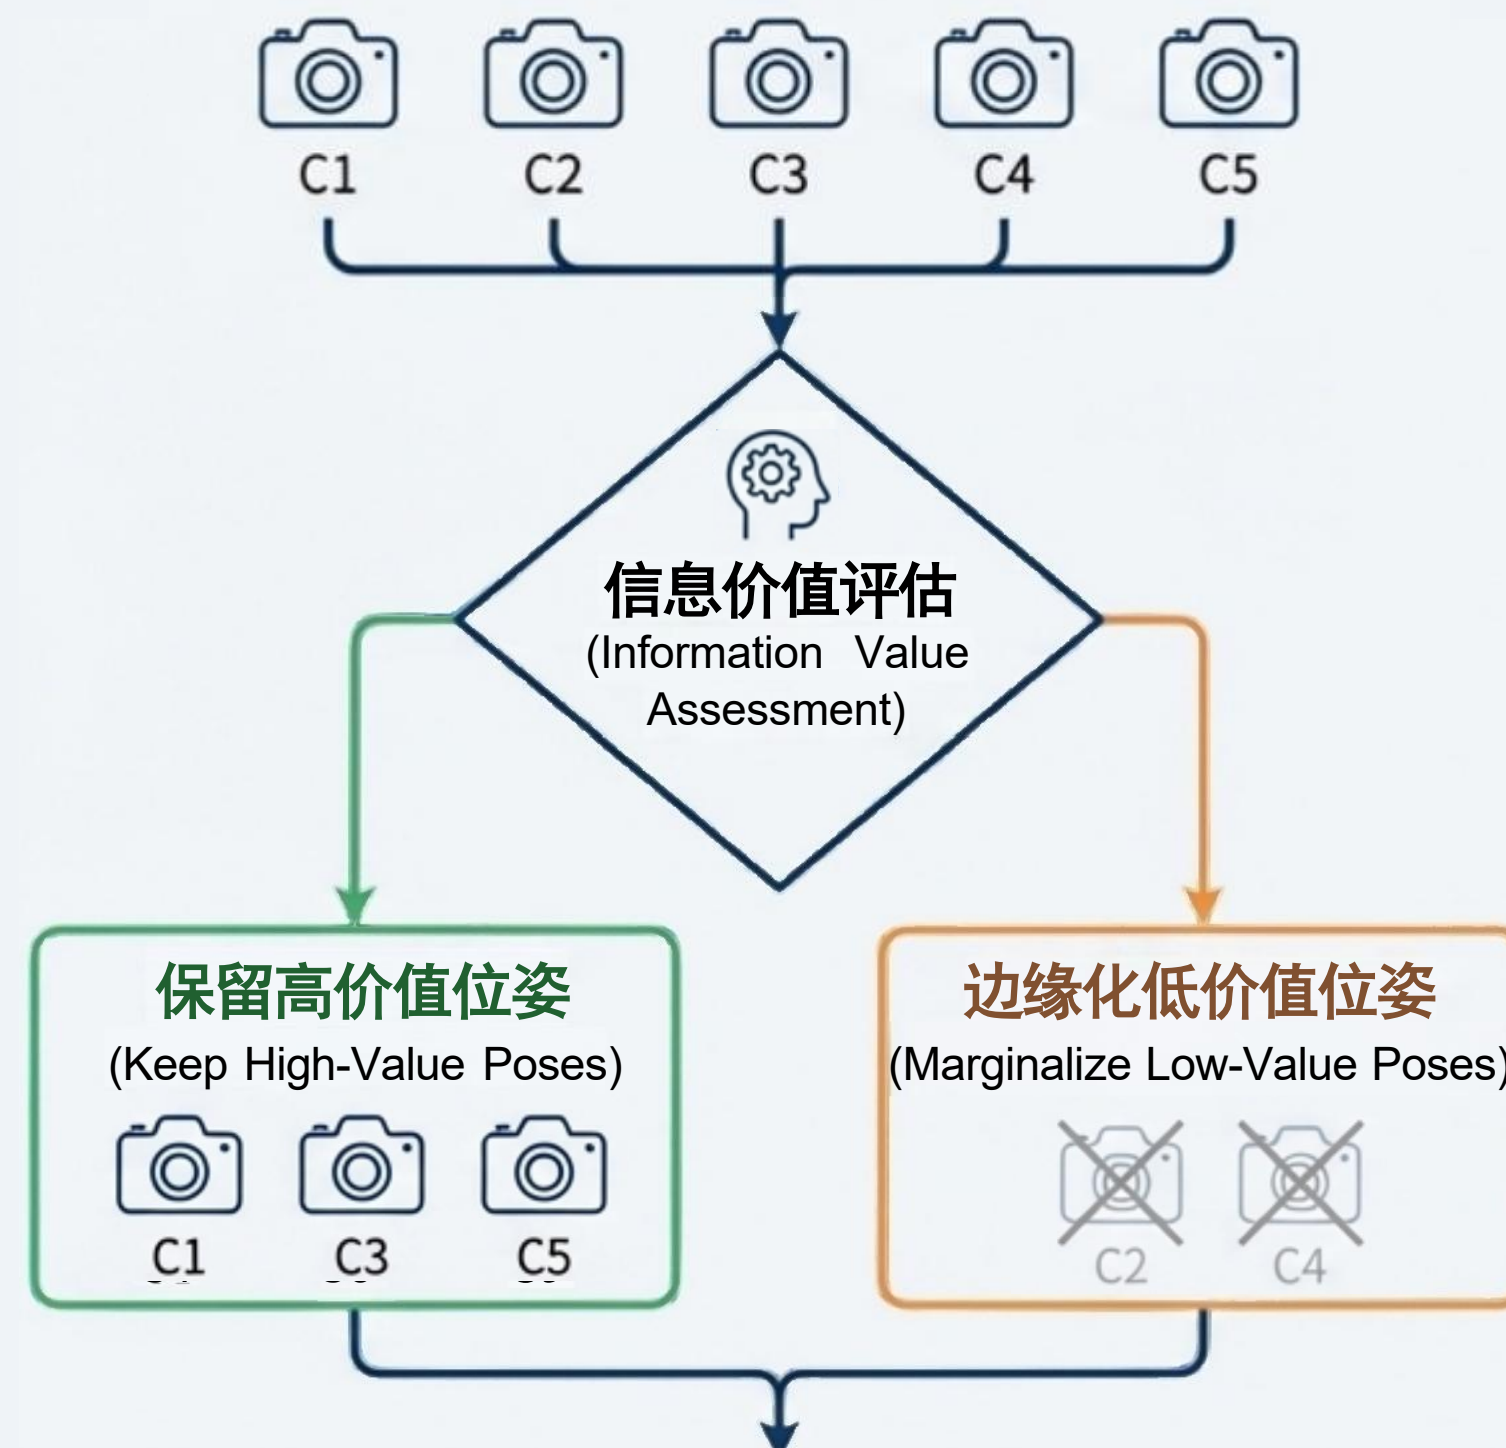 C1 C2 C3 C4 C5
信息价值评估
(Information Value
Assessment)
保留高价值位姿
(Keep High-Value Poses)
C1 C3 C5
边缘化低价值位姿
(Marginalize Low-Value Poses)
C2 C4